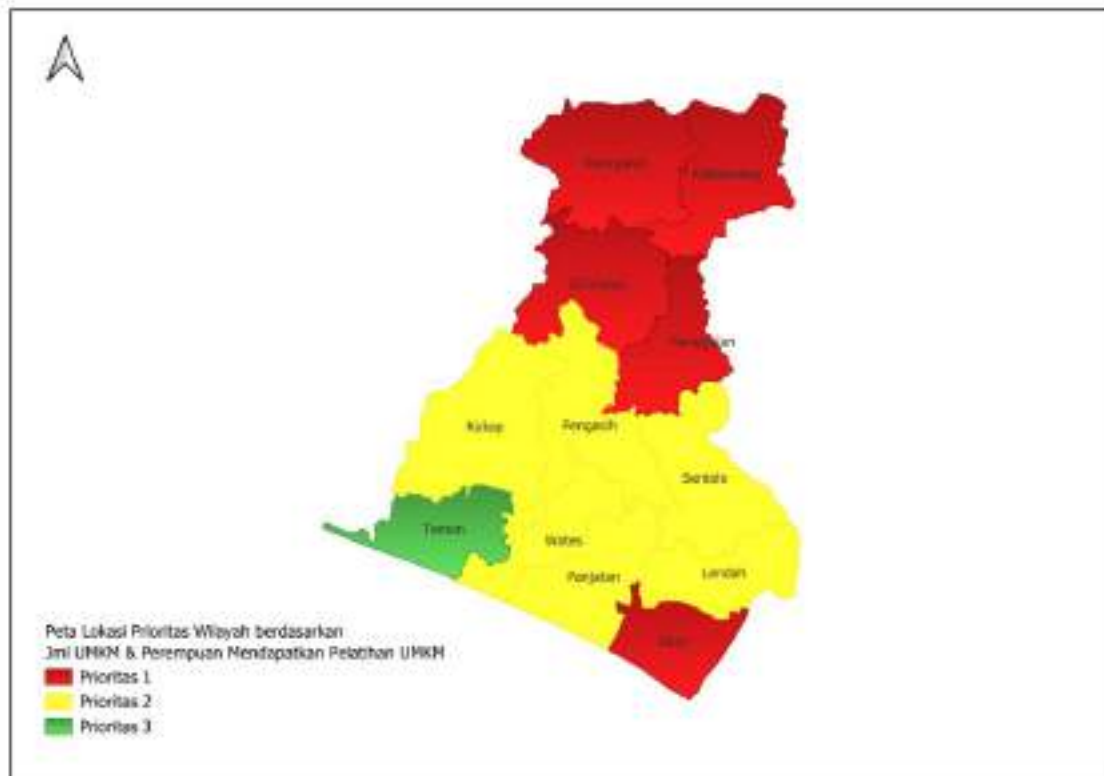 Kokap
Pengasih
Sentolo
Temon
Wates
Panjatan
Lendah
Peta Lokasi Prioritas Wilayah berdasarkan
Jml UMKM & Perempuan Mendapatkan Pelatihan UMKM
Prioritas 1
Prioritas 2
Prioritas 3